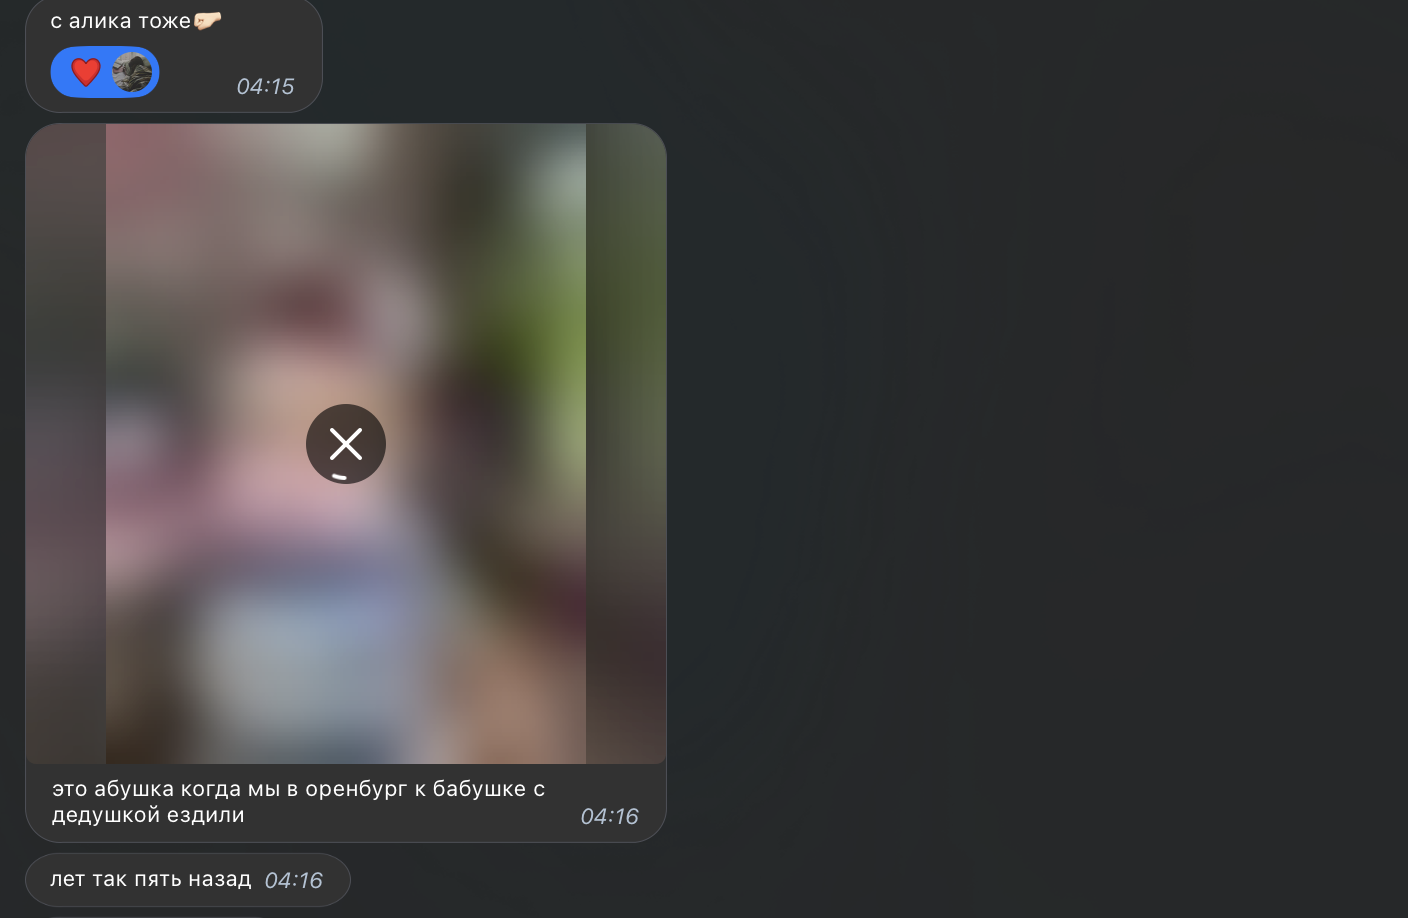 с алика тоже🤛🏻
❤️
04:15
это абушка когда мы в оренбург к бабушке с
дедушкой ездили
04:16
лет так пять назад 04:16